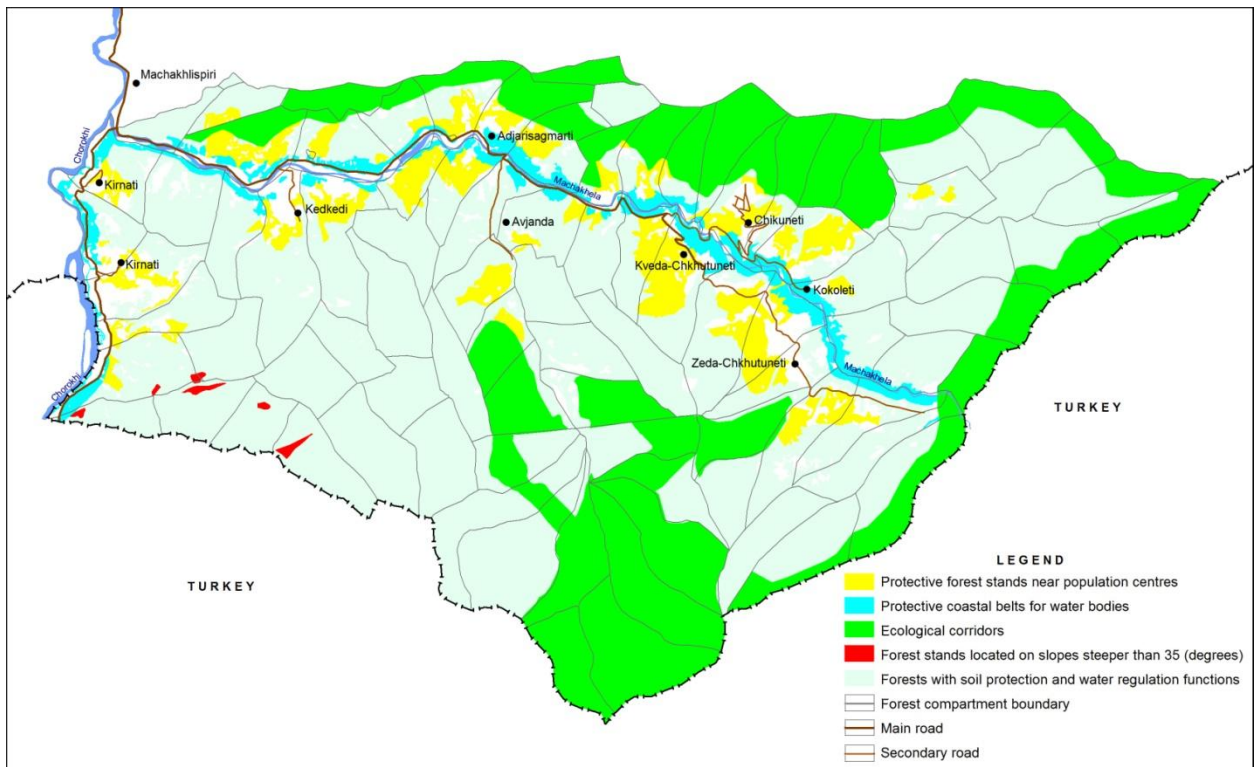 Machakhlispiri
Chorokhi
Adjarisagmarti
Kirnati
Machakhela
Kedkedi
Avjanda
Chikuneti
Kveda-Chkhutuneti
Kirnati
Kokoleti
Zeda-Chkhutuneti
Machakhela
Chorokhi
TURKEY
TURKEY
LEGEND
Protective forest stands near population centres
Protective coastal belts for water bodies
Ecological corridors
Forest stands located on slopes steeper than 35 (degrees)
Forests with soil protection and water regulation functions
Forest compartment boundary
Main road
Secondary road